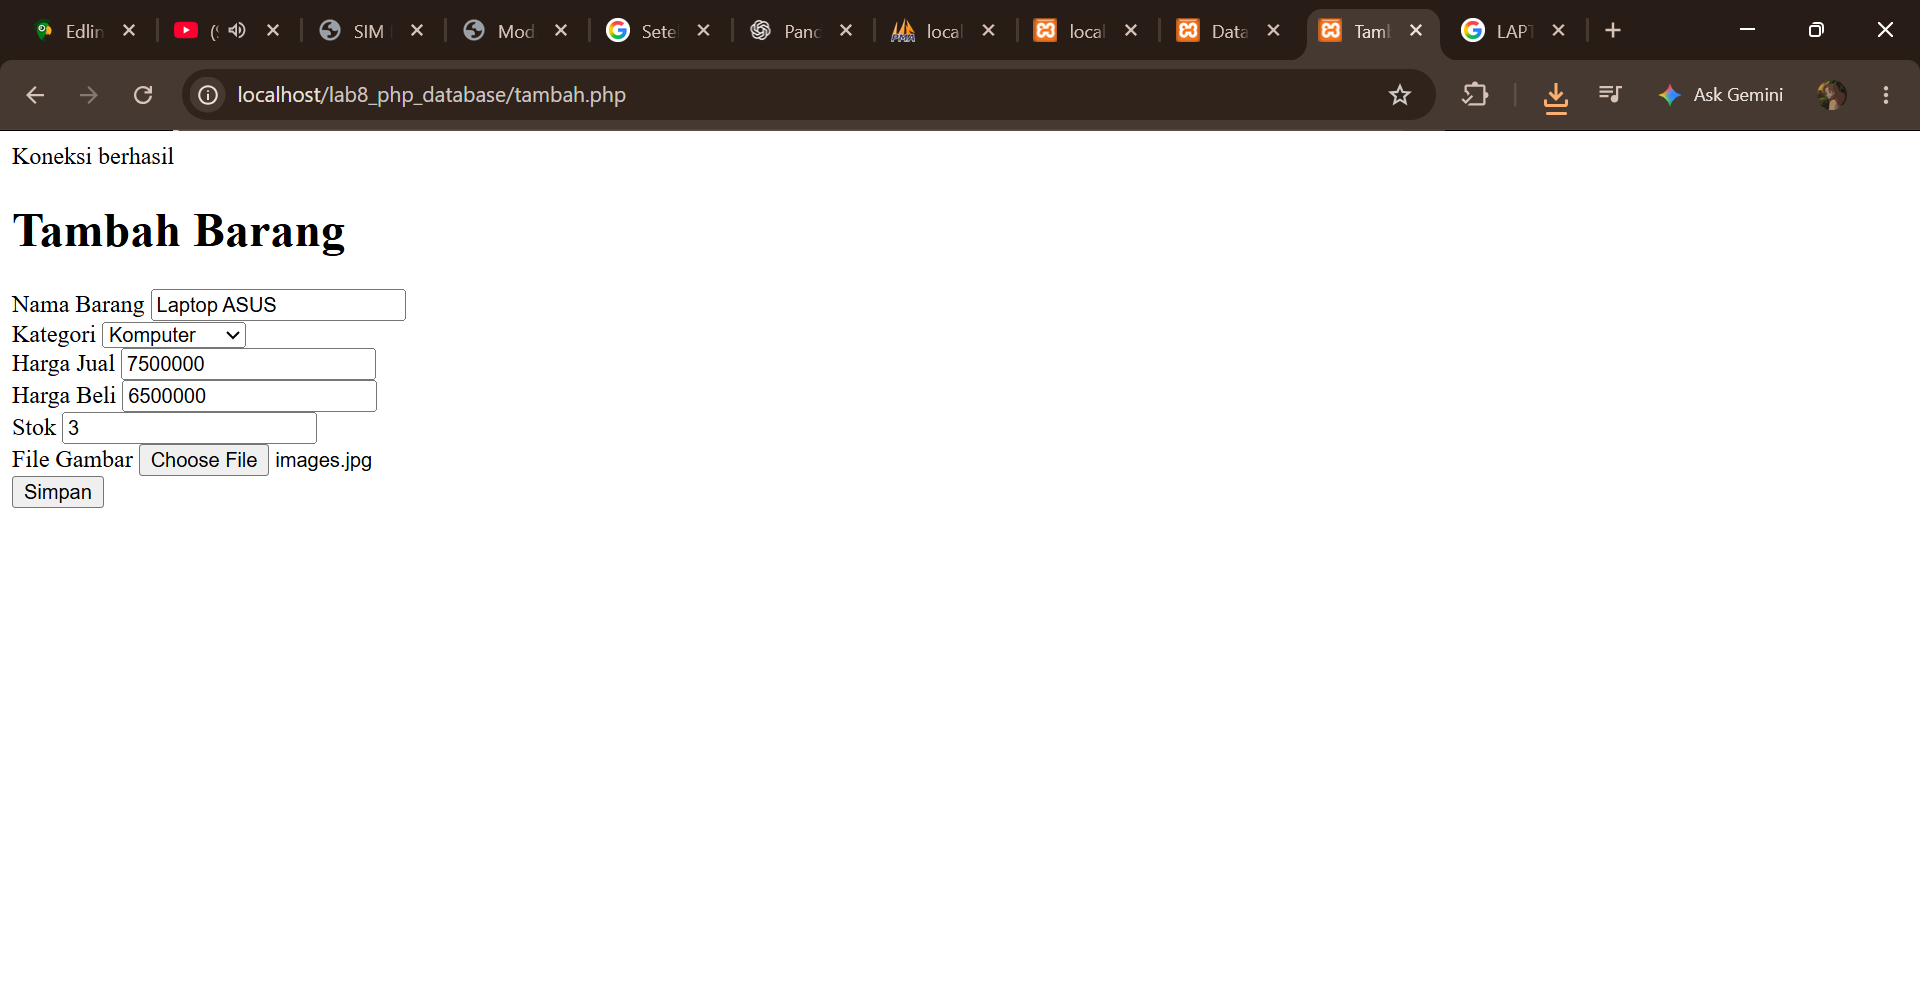 Edlin
SIM
Mod
Sete
Panc
local
local
Data
Tamb
LAPT
localhost/lab8_php_database/tambah.php
Ask Gemini
Koneksi berhasil
Tambah Barang
Nama Barang Laptop ASUS
Kategori Komputer
Harga Jual 7500000
Harga Beli 6500000
Stok 3
File Gambar Choose File images.jpg
Simpan